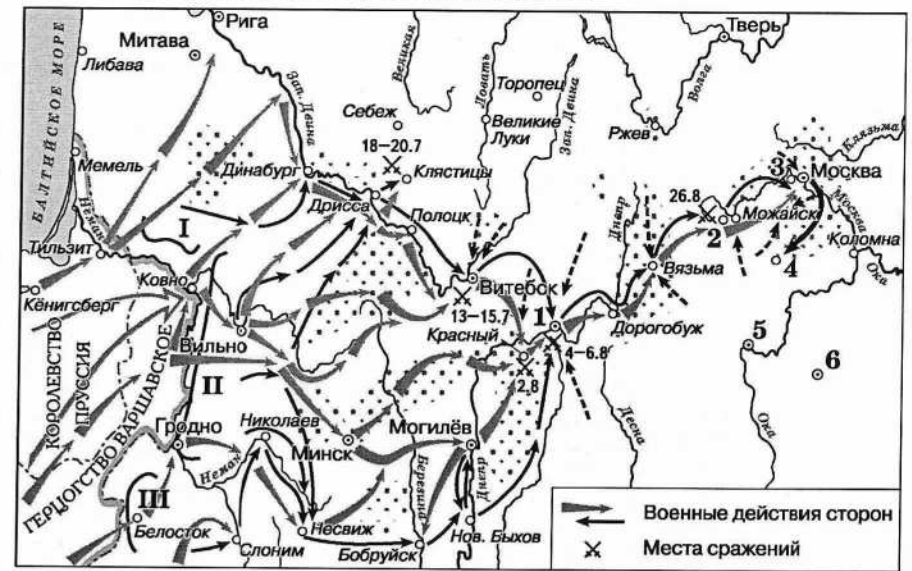 Рига
Тверь
Митава
Либава
БАЛТИЙСКОЕ МОРЕ
Зап. Двина
Великая
Ловать
Торопец
Зап. Двина
Волга
Себеж
Великие
Луки
Ржев
Клязьма
18–20.7
Мемель
Динабург
Клястицы
3
Москва
Неман
I
Дрисса
Полоцк
Днепр
26.8
2
Можайск
Москва
Тильзит
4
Коломна
Ока
Ковно
Витебск
Вязьма
Кёнигсберг
13–15.7
1
Вильно
Красный
4–6.8
Дорогобуж
5
КОРОЛЕВСТВО
ПРУССИЯ
ГЕРЦОГСТВО ВАРШАВСКОЕ
II
2.8
6
Николаев
Гродно
Минск
Могилёв
Десна
Ока
Неман
Березина
Днепр
III
Белосток
Несвиж
Слоним
Бобруйск
Нов. Быхов
Военные действия сторон
Места сражений